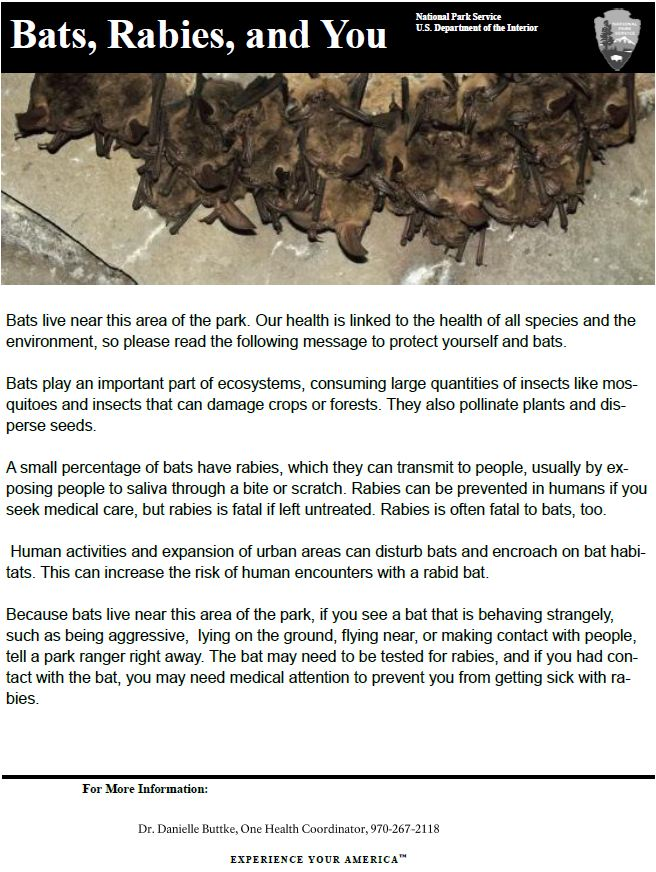 Bats, Rabies, and You
National Park Service
U.S. Department of the Interior
NATIONAL
PARK
SERVICE
Bats live near this area of the park. Our health is linked to the health of all species and the
environment, so please read the following message to protect yourself and bats.
Bats play an important part of ecosystems, consuming large quantities of insects like mos-
quitoes and insects that can damage crops or forests. They also pollinate plants and dis-
perse seeds.
A small percentage of bats have rabies, which they can transmit to people, usually by ex-
posing people to saliva through a bite or scratch. Rabies can be prevented in humans if you
seek medical care, but rabies is fatal if left untreated. Rabies is often fatal to bats, too.
Human activities and expansion of urban areas can disturb bats and encroach on bat habi-
tats. This can increase the risk of human encounters with a rabid bat.
Because bats live near this area of the park, if you see a bat that is behaving strangely,
such as being aggressive, lying on the ground, flying near, or making contact with people,
tell a park ranger right away. The bat may need to be tested for rabies, and if you had con-
tact with the bat, you may need medical attention to prevent you from getting sick with ra-
bies.
For More Information:
Dr. Danielle Buttke, One Health Coordinator, 970-267-2118
EXPERIENCE YOUR AMERICA™